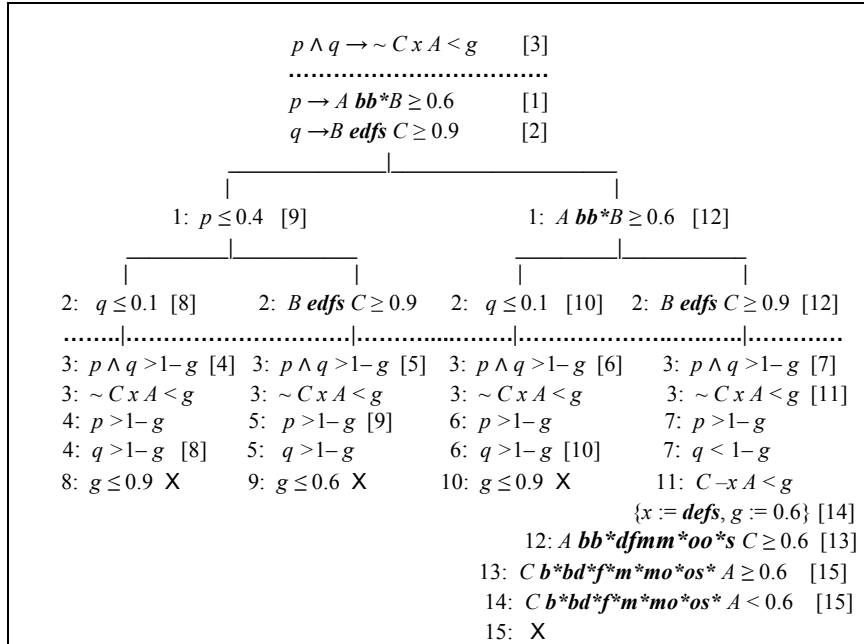 p ∧ q → ~ C x A < g [3]
p → A bb*B ≥ 0.6 [1]
q →B edfs C ≥ 0.9 [2]
1: p ≤ 0.4 [9] 1: A bb*B ≥ 0.6 [12]
2: q ≤ 0.1 [8] 2: B edfs C ≥ 0.9 2: q ≤ 0.1 [10] 2: B edfs C ≥ 0.9 [12]
3: p ∧ q >1– g [4] 3: p ∧ q >1– g [5] 3: p ∧ q >1– g [6] 3: p ∧ q >1– g [7]
3: ~ C x A < g 3: ~ C x A < g 3: ~ C x A < g 3: ~ C x A < g [11]
4: p >1– g 5: p >1– g [9] 6: p >1– g 7: p >1– g
4: q >1– g [8] 5: q >1– g 6: q >1– g [10] 7: q < 1– g
8: g ≤ 0.9 X 9: g ≤ 0.6 X 10: g ≤ 0.9 X 11: C –x A < g
{x := defs, g := 0.6} [14]
12: A bb*dfmm*oo*s C ≥ 0.6 [13]
13: C b*bd*f*m*mo*os* A ≥ 0.6 [15]
14: C b*bd*f*m*mo*os* A < 0.6 [15]
15: X